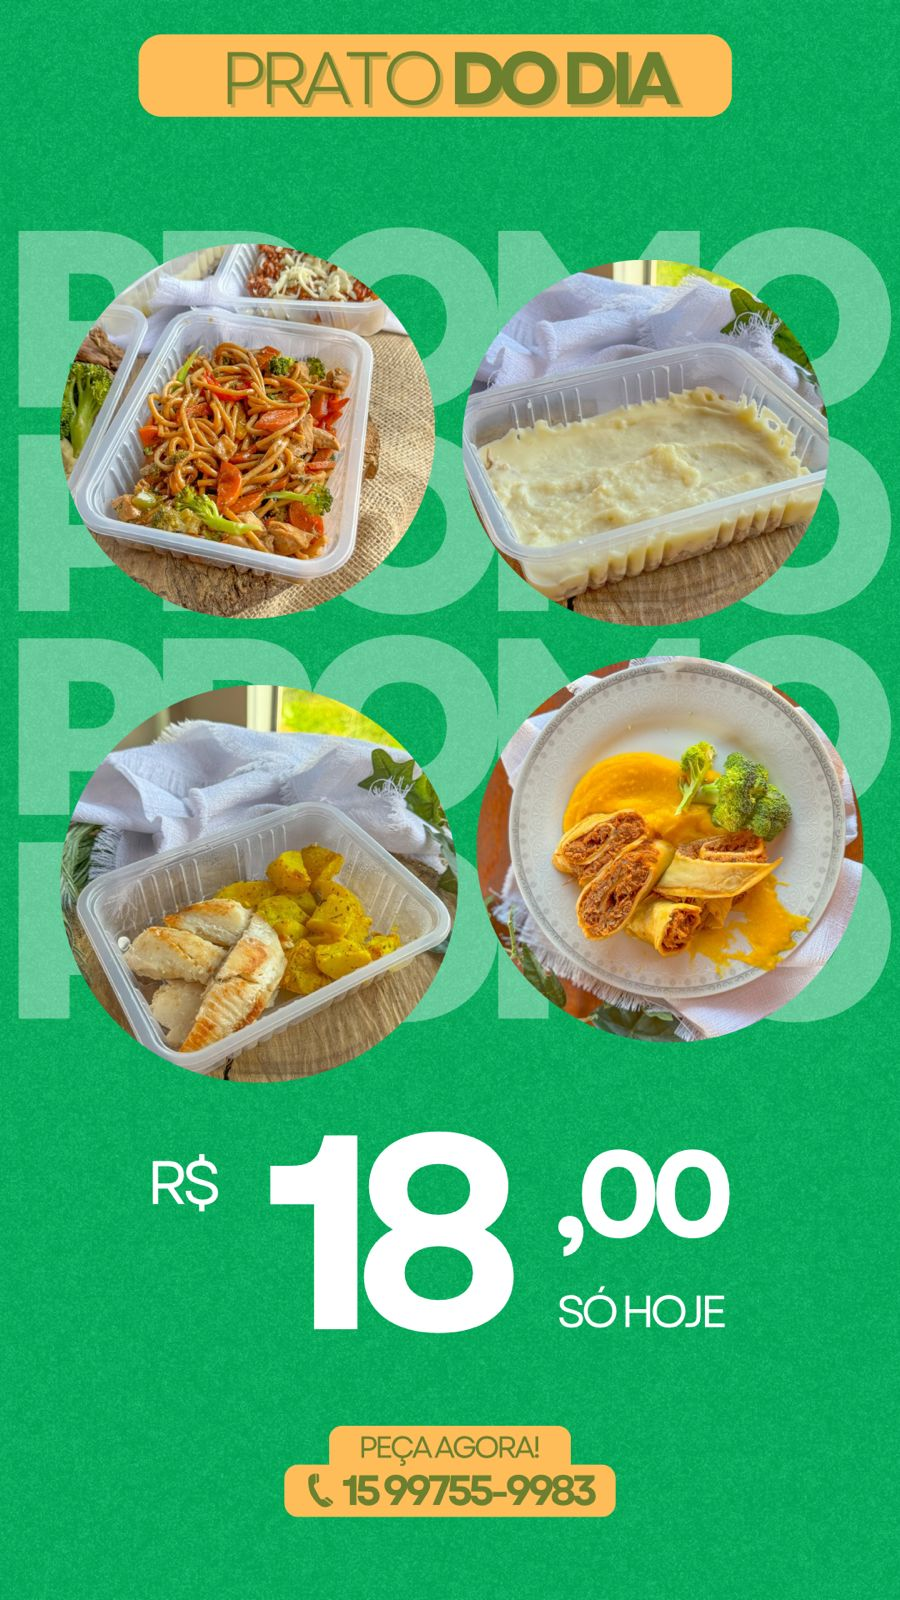 PRATO DO DIA
PROMO
PROMO
PROMO
PROMO
R$ 18,00
SÓ HOJE
PEÇA AGORA!
15 99755-9983